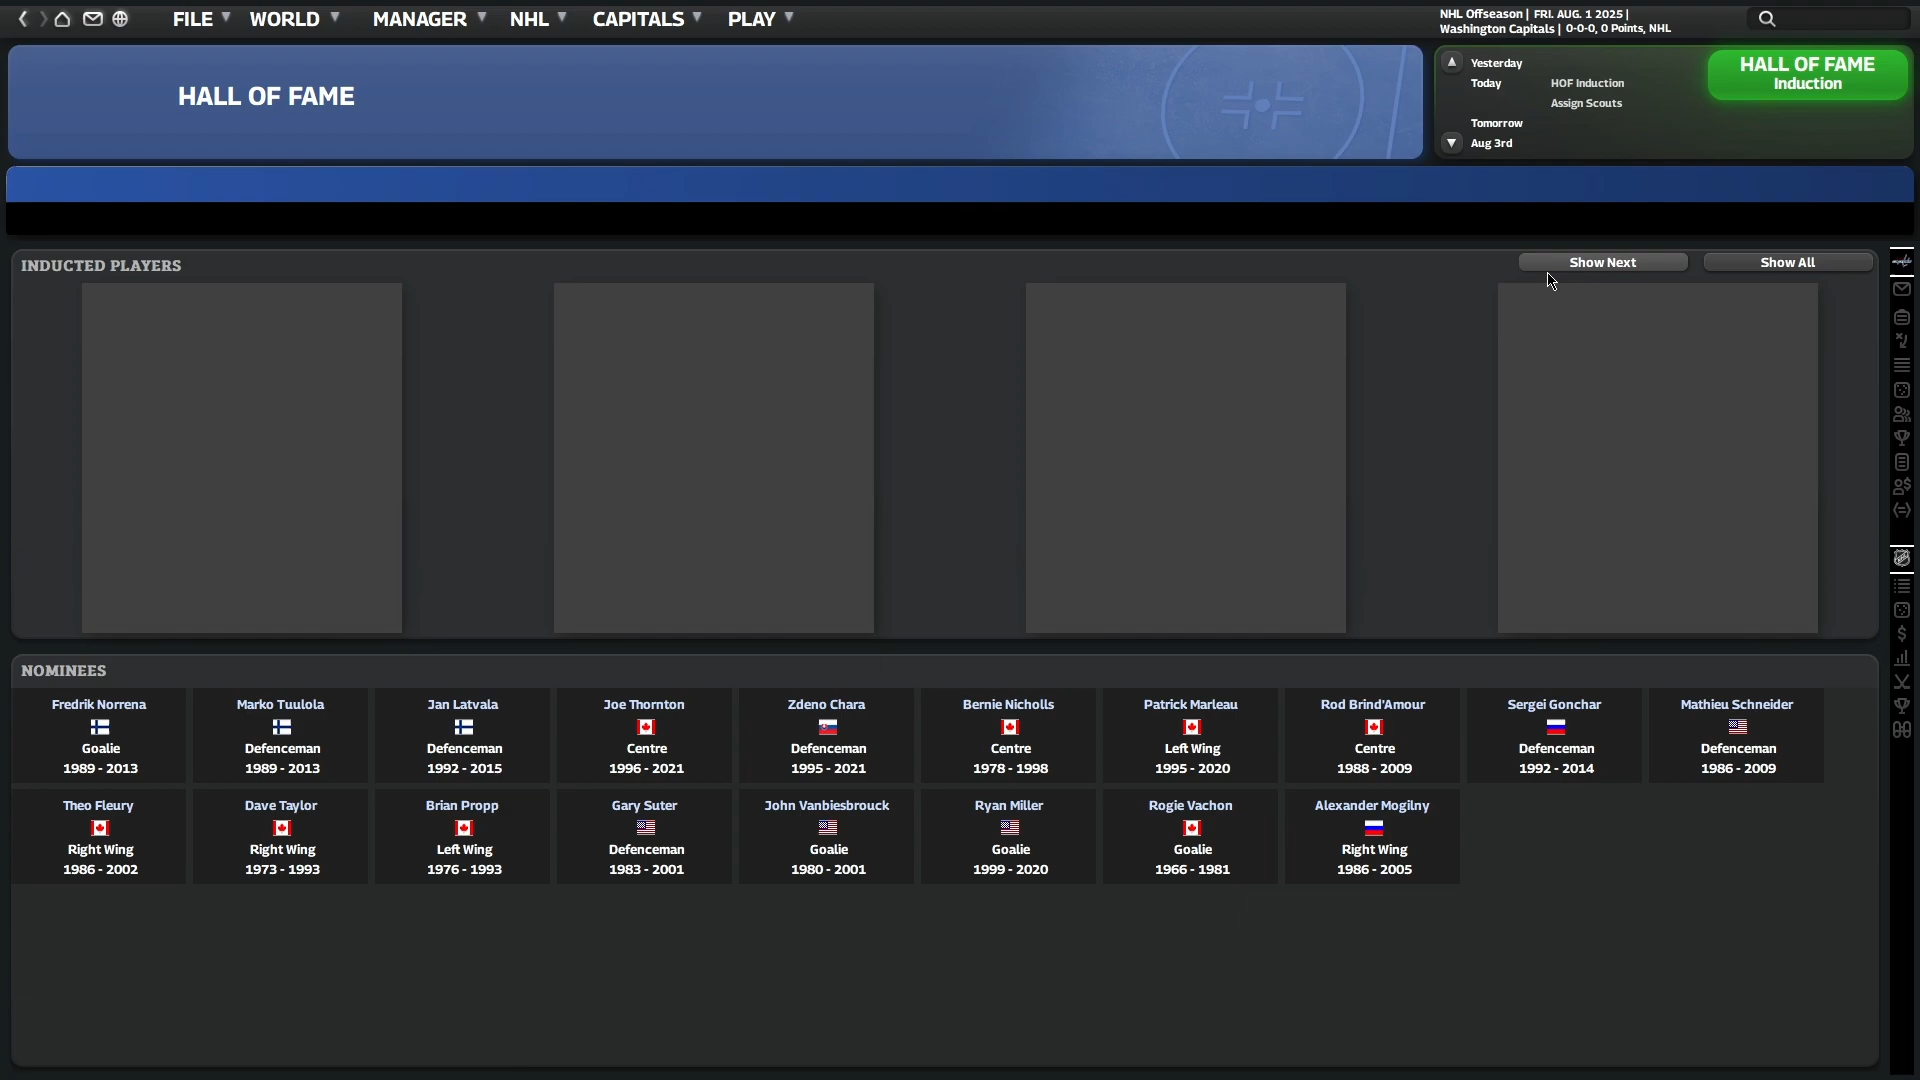 FILE WORLD MANAGER NHL CAPITALS PLAY
NHL Offseason | FRI. AUG. 1 2025 |
Washington Capitals | 0-0-0, 0 Points, NHL
HALL OF FAME
Yesterday
Today HOF Induction
Assign Scouts
Tomorrow
Aug 3rd
HALL OF FAME
Induction
INDUCTED PLAYERS
Show Next
Show All
NOMINEES
Fredrik Norrena
Goalie
1989 - 2013
Marko Tuulola
Defenceman
1989 - 2013
Jan Latvala
Defenceman
1992 - 2015
Joe Thornton
Centre
1996 - 2021
Zdeno Chara
Defenceman
1995 - 2021
Bernie Nicholls
Centre
1978 - 1998
Patrick Marleau
Left Wing
1995 - 2020
Rod Brind'Amour
Centre
1988 - 2009
Sergei Gonchar
Defenceman
1992 - 2014
Mathieu Schneider
Defenceman
1986 - 2009
Theo Fleury
Right Wing
1986 - 2002
Dave Taylor
Right Wing
1973 - 1993
Brian Propp
Left Wing
1976 - 1993
Gary Suter
Defenceman
1983 - 2001
John Vanbiesbrouck
Goalie
1980 - 2001
Ryan Miller
Goalie
1999 - 2020
Rogie Vachon
Goalie
1966 - 1981
Alexander Mogilny
Right Wing
1986 - 2005